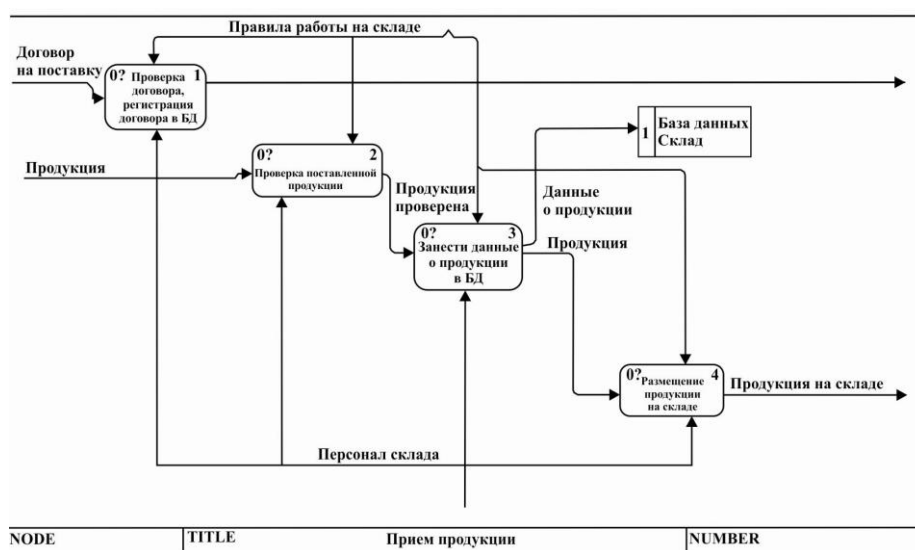 Правила работы на складе
Договор
на поставку
0? 1
Проверка
договора,
регистрация
договора в БД
1
База данных
Склад
0? 2
Проверка поставленной
продукции
Продукция
Продукция
проверена
Данные
о продукции
0? 3
Занести данные
о продукции
в БД
Продукция
0? 4
Размещение
продукции
на складе
Продукция на складе
Персонал склада
NODE
TITLE
Прием продукции
NUMBER